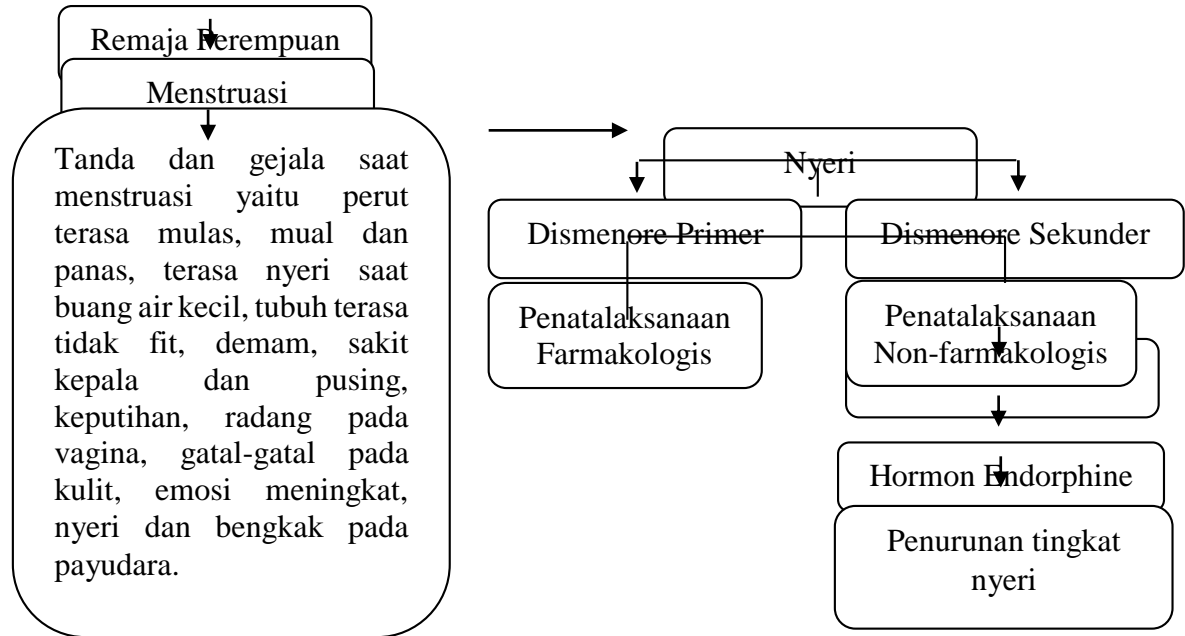 Remaja Perempuan
Menstruasi
Tanda dan gejala saat
menstruasi yaitu perut
terasa mulas, mual dan
panas, terasa nyeri saat
buang air kecil, tubuh terasa
tidak fit, demam, sakit
kepala dan pusing,
keputihan, radang pada
vagina, gatal-gatal pada
kulit, emosi meningkat,
nyeri dan bengkak pada
payudara.
Nyeri
Dismenore Primer
Dismenore Sekunder
Penatalaksanaan
Farmakologis
Penatalaksanaan
Non-farmakologis
Hormon Endorphine
Penurunan tingkat
nyeri